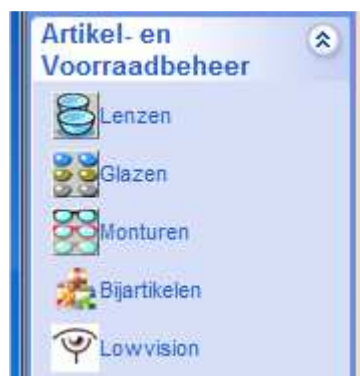 Artikel- en
Voorraadbeheer
Lenzen
Glazen
Monturen
Bijartikelen
Lowvision